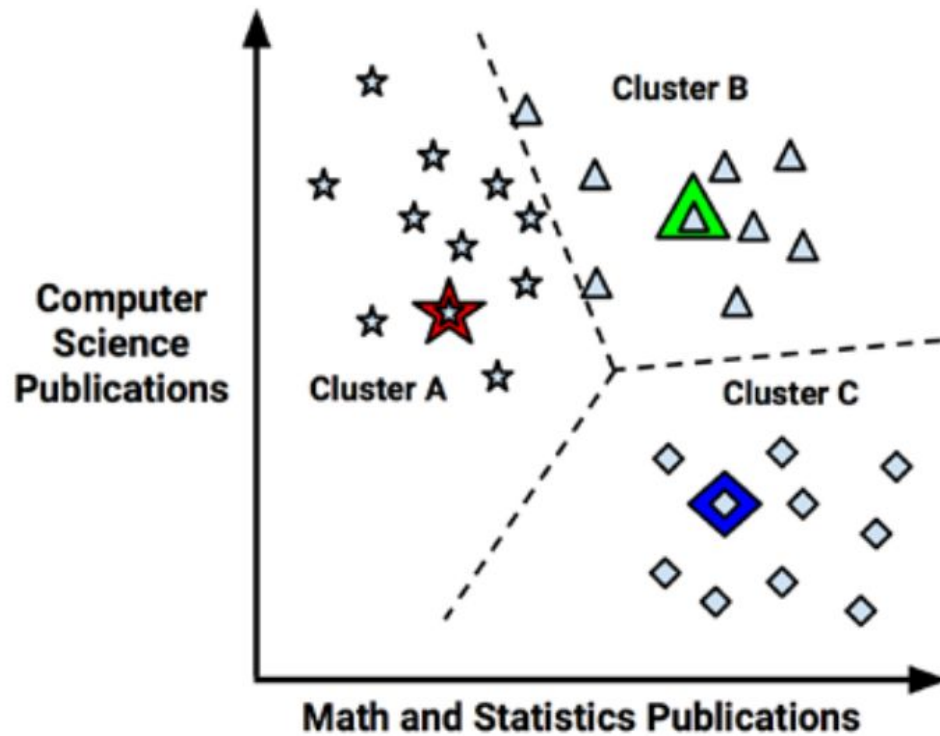 Cluster B
Computer
Science
Publications
Cluster A
Cluster C
Math and Statistics Publications